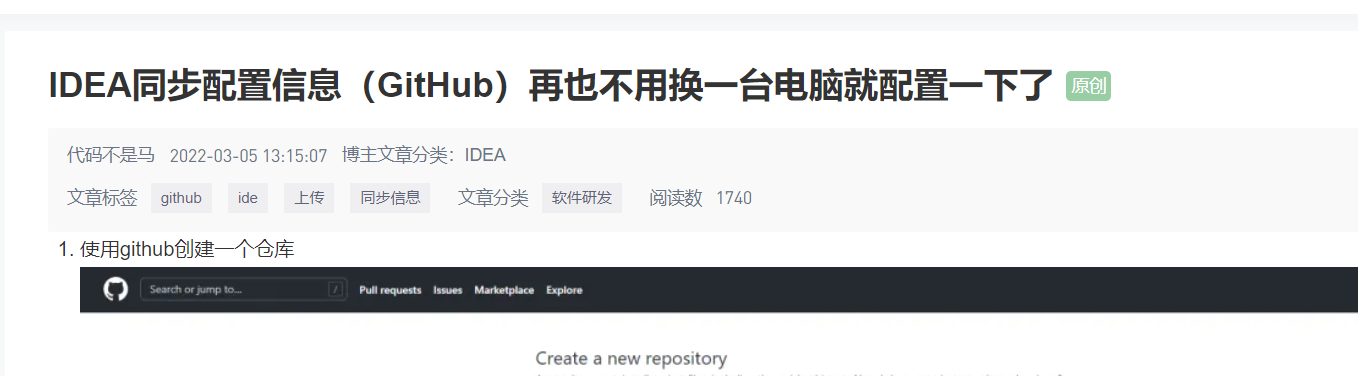 IDEA同步配置信息（GitHub）再也不用换一台电脑就配置一下了 原创
代码不是马 2022-03-05 13:15:07 博主文章分类：IDEA
文章标签 github ide 上传 同步信息 文章分类 软件研发 阅读数 1740
1. 使用github创建一个仓库
Search or jump to... / Pull requests Issues Marketplace Explore
Create a new repository